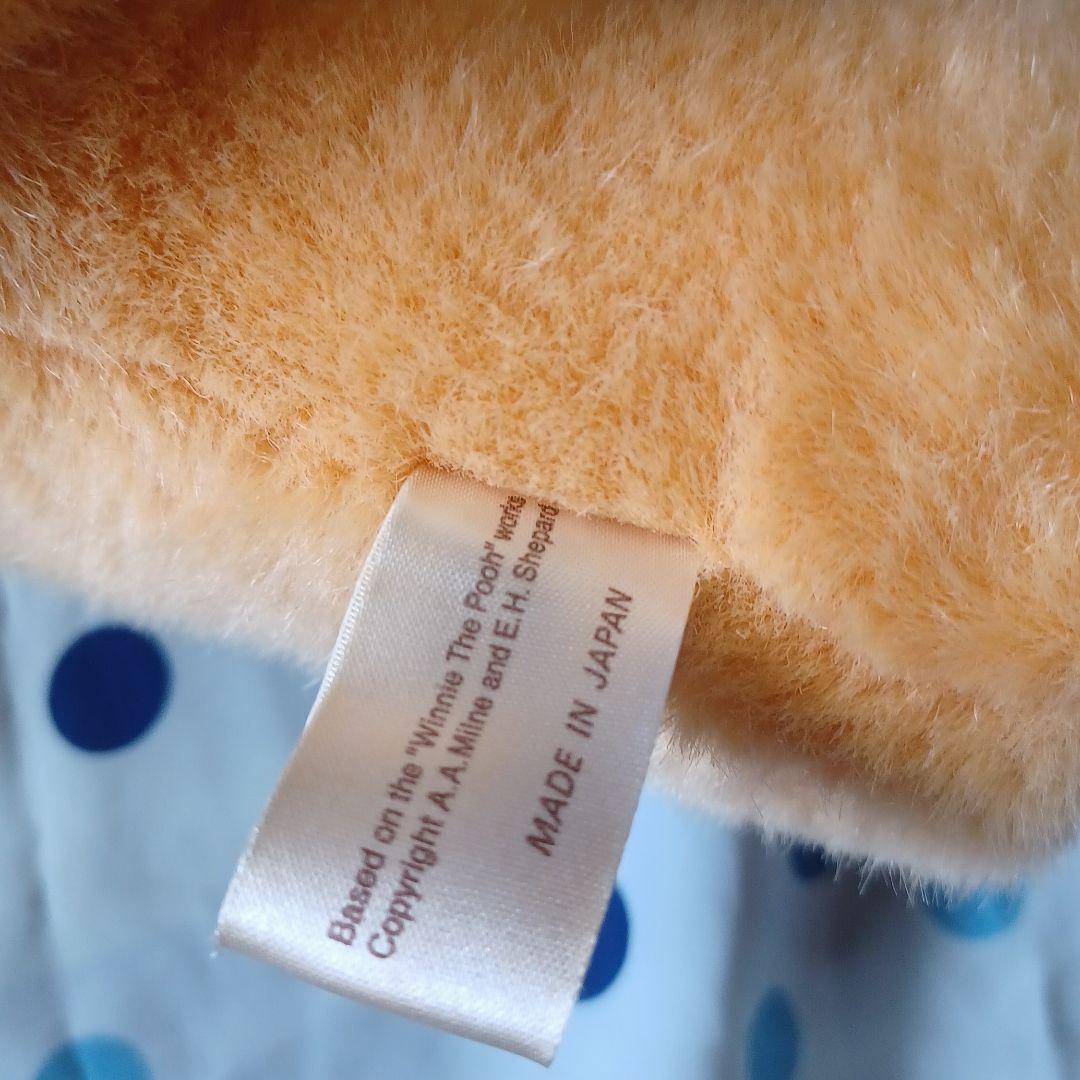 Based on the "Winnie The Pooh" works
Copyright A.A.Milne and E.H. Shepard
MADE IN JAPAN